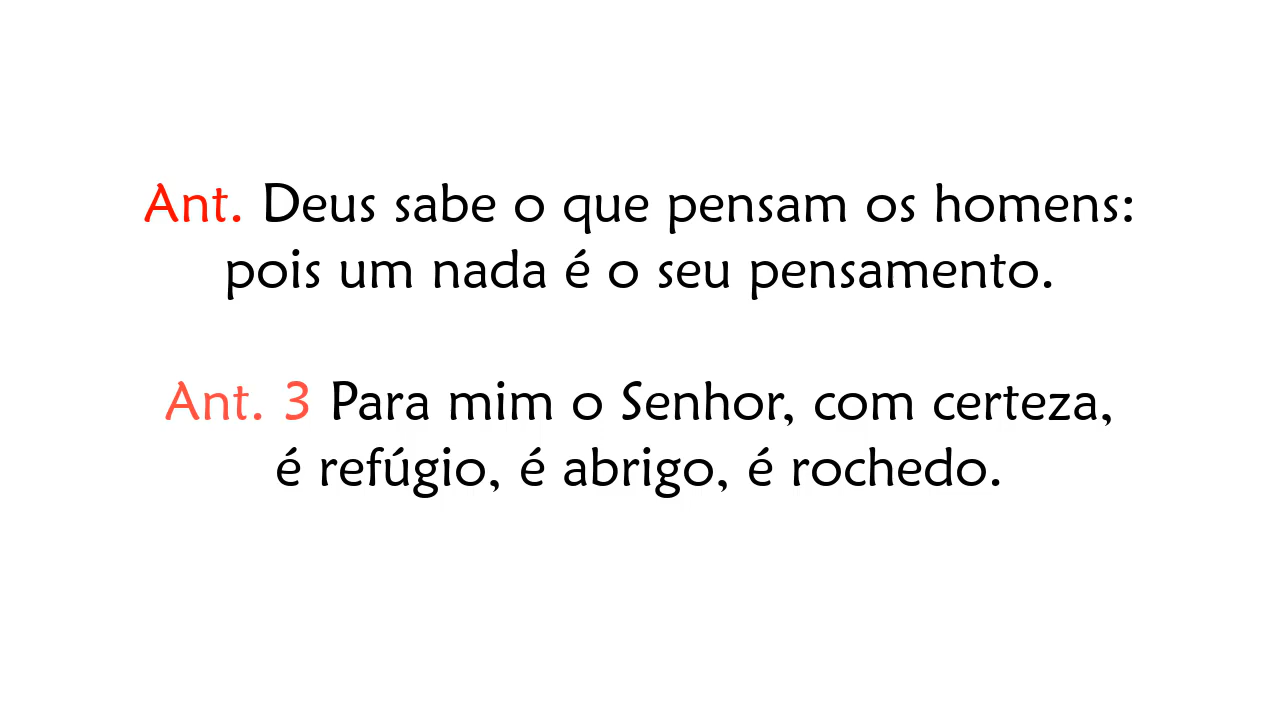 Ant. Deus sabe o que pensam os homens:
pois um nada é o seu pensamento.
Ant. 3 Para mim o Senhor, com certeza,
é refúgio, é abrigo, é rochedo.